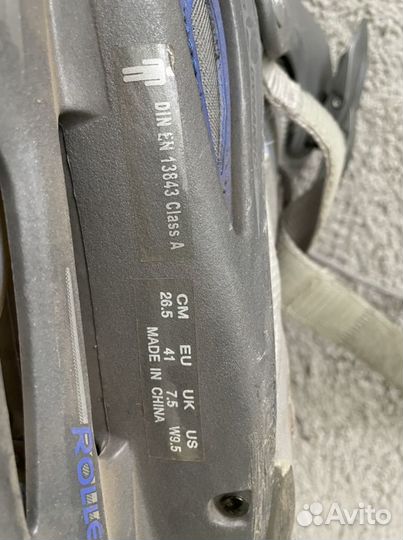 DIN EN 13843 Class A
CM EU UK US
26.5 41 7.5 W9.5
MADE IN CHINA
ROLLE
Avito